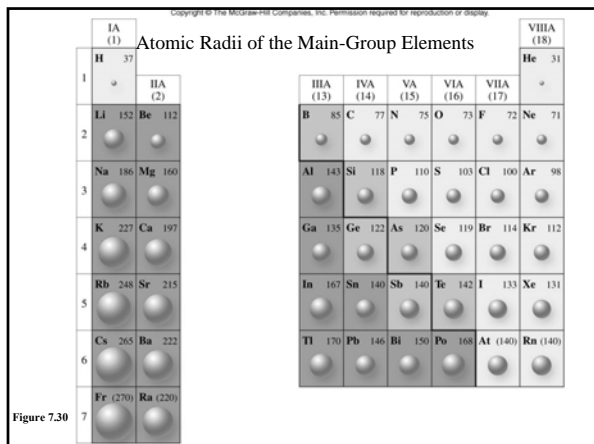 Copyright © The McGraw-Hill Companies, Inc. Permission required for reproduction or display.
Atomic Radii of the Main-Group Elements
IA VIIIA
(1) (18)
H 37 He 31
1
IIA IIIA IVA VA VIA VIIA
(2) (13) (14) (15) (16) (17)
Li 152 Be 112 B 85 C 77 N 75 O 73 F 72 Ne 71
2
Na 186 Mg 160 Al 143 Si 118 P 110 S 103 Cl 100 Ar 98
3
K 227 Ca 197 Ga 135 Ge 122 As 120 Se 119 Br 114 Kr 112
4
Rb 248 Sr 215 In 167 Sn 140 Sb 140 Te 142 I 133 Xe 131
5
Cs 265 Ba 222 Tl 170 Pb 146 Bi 150 Po 168 At (140) Rn (140)
6
Fr (270) Ra (220)
7
Figure 7.30